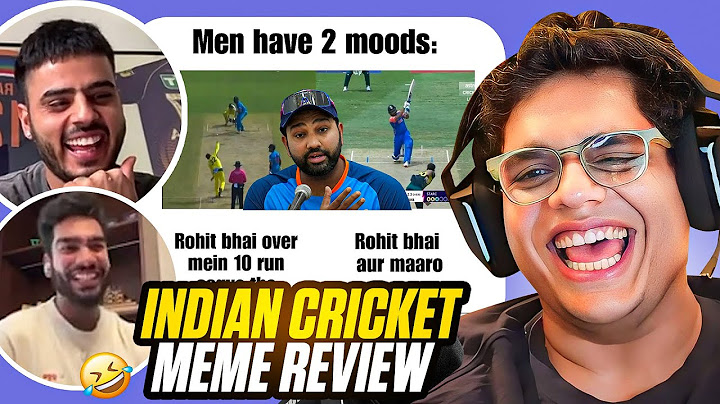 Men have 2 moods:
Rohit bhai over
mein 10 run
Rohit bhai
aur maaro
INDIAN CRICKET
MEME REVIEW